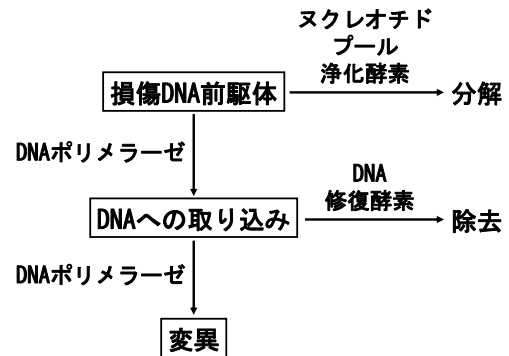 ヌクレオチド
プール
浄化酵素
損傷DNA前駆体
分解
DNAポリメラーゼ
DNA
修復酵素
DNAへの取り込み
除去
DNAポリメラーゼ
変異